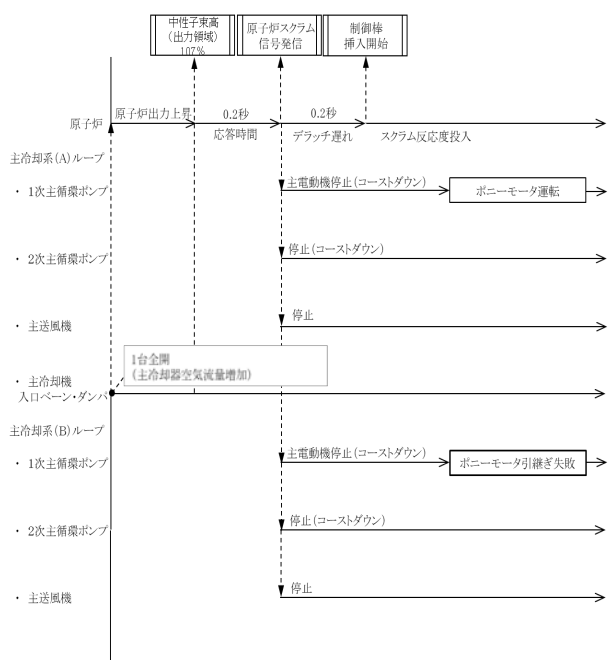 中性子束高
(出力領域)
107%
原子炉スクラム
信号発信
制御棒
挿入開始
原子炉
原子炉出力上昇
0.2秒
応答時間
0.2秒
デラッチ遅れ
スクラム反応度投入
主冷却系(A)ループ
・ 1次主循環ポンプ
主電動機停止(コーストダウン)
ポニーモータ運転
・ 2次主循環ポンプ
停止(コーストダウン)
・ 主送風機
停止
1台全開
(主冷却器空気流量増加)
・ 主冷却機
入口ベーン・ダンパ
主冷却系(B)ループ
・ 1次主循環ポンプ
主電動機停止(コーストダウン)
ポニーモータ引継ぎ失敗
・ 2次主循環ポンプ
停止(コーストダウン)
・ 主送風機
停止